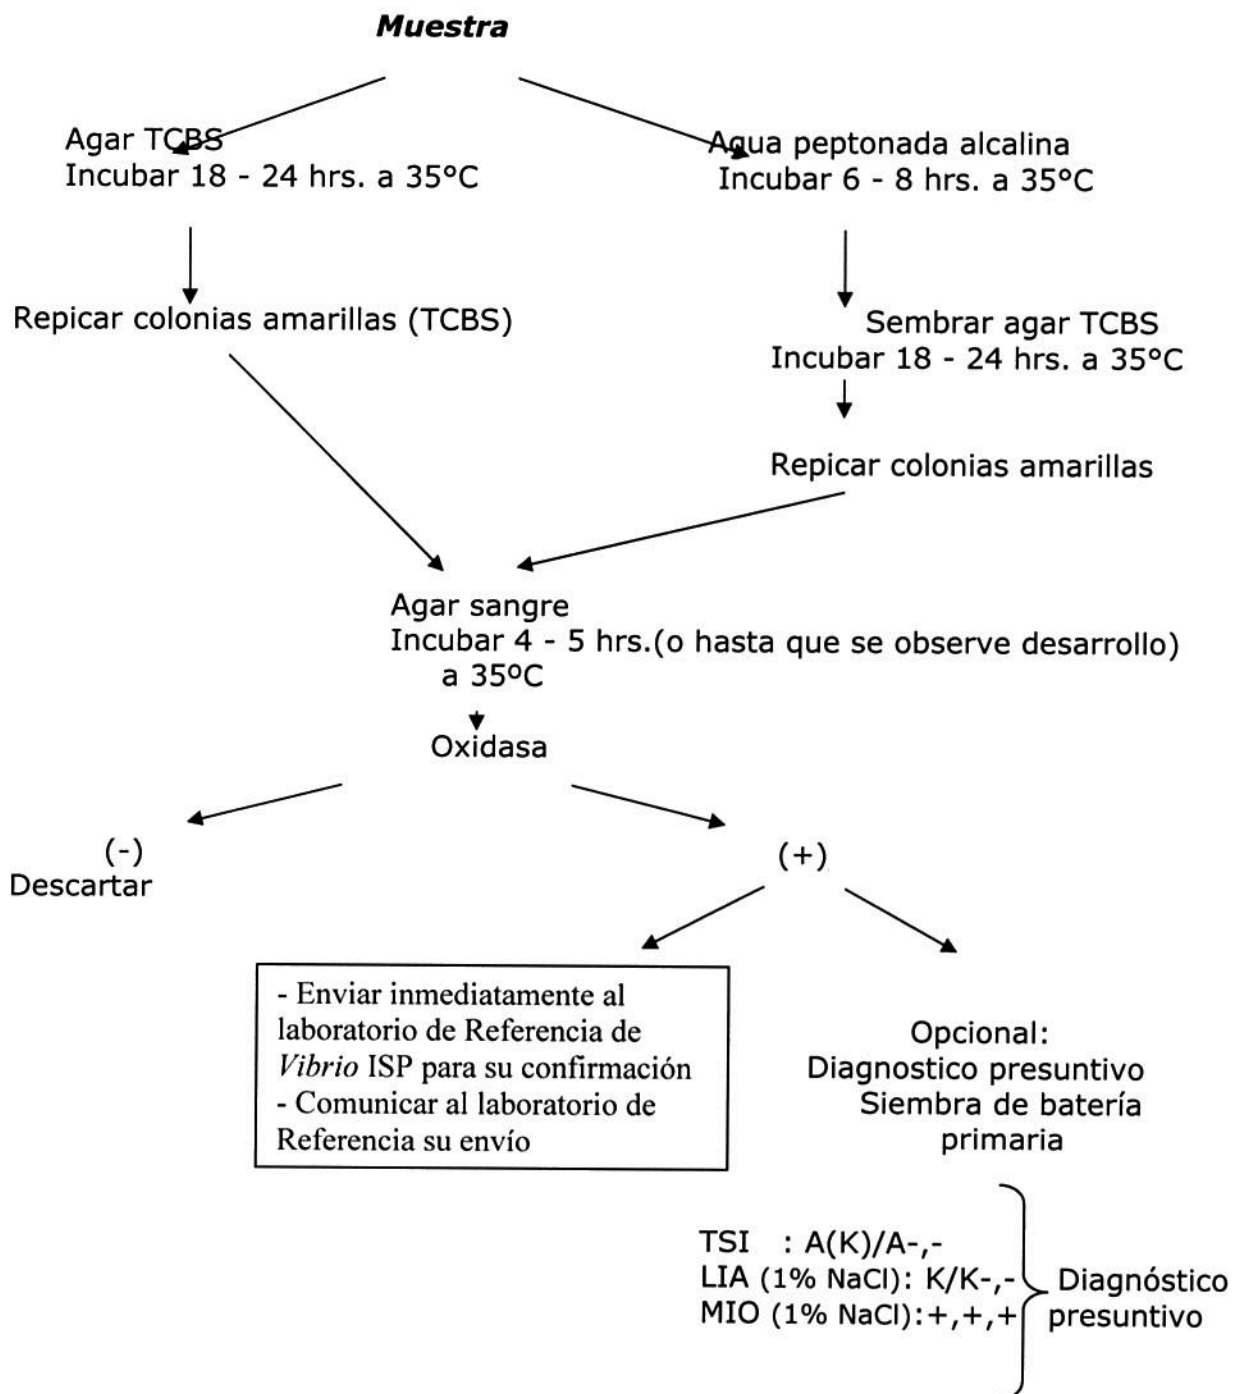 Muestra
Agar TCBS
Incubar 18 - 24 hrs. a 35°C
Agua peptonada alcalina
Incubar 6 - 8 hrs. a 35°C
Repicar colonias amarillas (TCBS)
Sembrar agar TCBS
Incubar 18 - 24 hrs. a 35°C
Repicar colonias amarillas
Agar sangre
Incubar 4 - 5 hrs.(o hasta que se observe desarrollo)
a 35ºC
Oxidasa
(-)
Descartar
(+)
- Enviar inmediatamente al
laboratorio de Referencia de
Vibrio ISP para su confirmación
- Comunicar al laboratorio de
Referencia su envío
Opcional:
Diagnostico presuntivo
Siembra de batería
primaria
TSI : A(K)/A-,-
LIA (1% NaCl): K/K-,-
MIO (1% NaCl):+,+,+
Diagnóstico
presuntivo